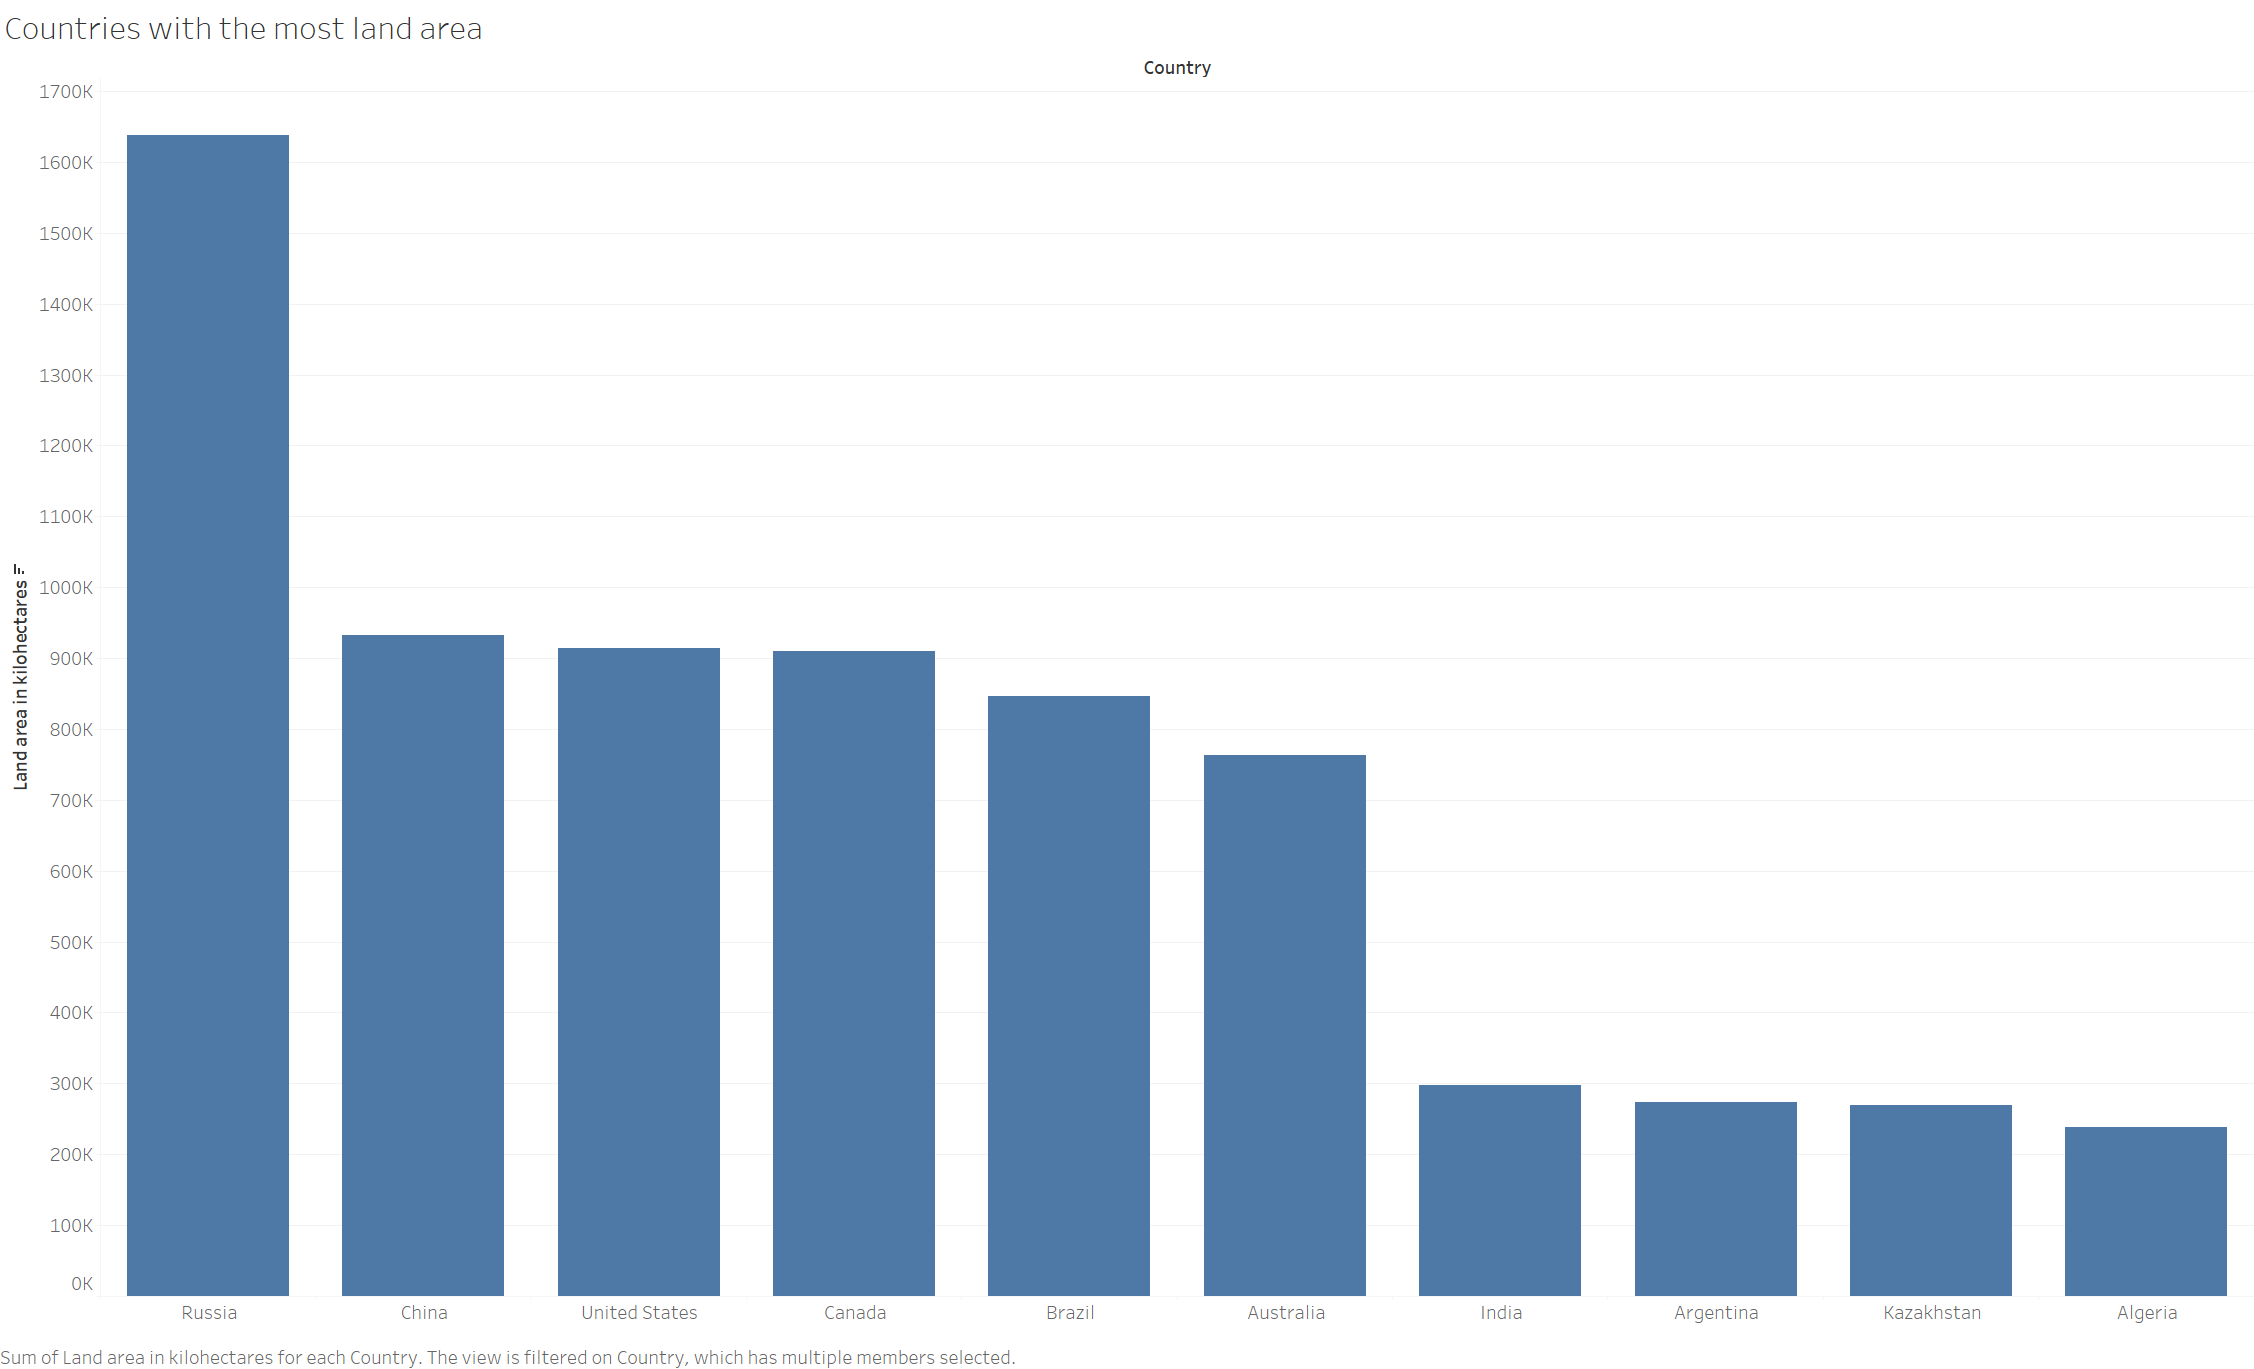 Countries with the most land area
Country
Land area in kilohectares
1700K
1600K
1500K
1400K
1300K
1200K
1100K
1000K
900K
800K
700K
600K
500K
400K
300K
200K
100K
0K
Russia
China
United States
Canada
Brazil
Australia
India
Argentina
Kazakhstan
Algeria
Sum of Land area in kilohectares for each Country. The view is filtered on Country, which has multiple members selected.